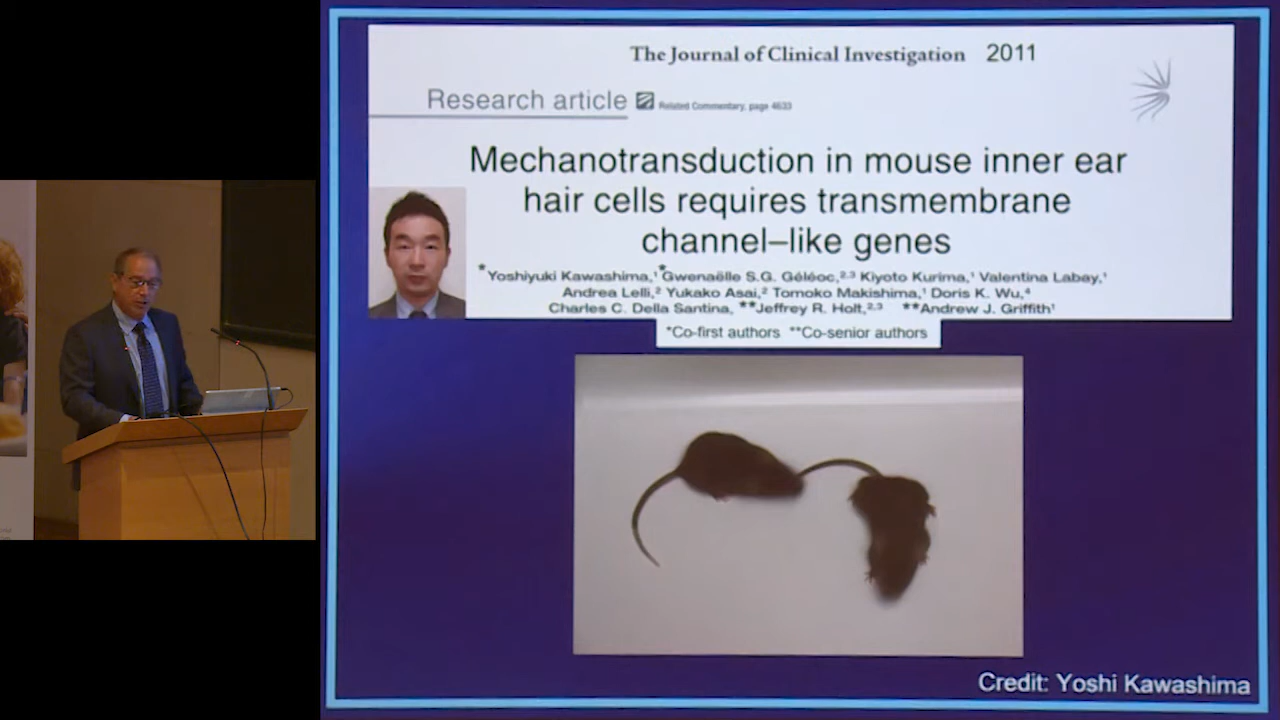 The Journal of Clinical Investigation 2011
Research article Related Commentary, page 4633
Mechanotransduction in mouse inner ear
hair cells requires transmembrane
channel–like genes
*Yoshiyuki Kawashima,¹ *Gwenaëlle S.G. Géléoc,²,³ Kiyoto Kurima,¹ Valentina Labay,¹
Andrea Lelli,² Yukako Asai,² Tomoko Makishima,¹ Doris K. Wu,⁴
Charles C. Della Santina, **Jeffrey R. Holt,²,³ **Andrew J. Griffith¹
*Co-first authors **Co-senior authors
Credit: Yoshi Kawashima